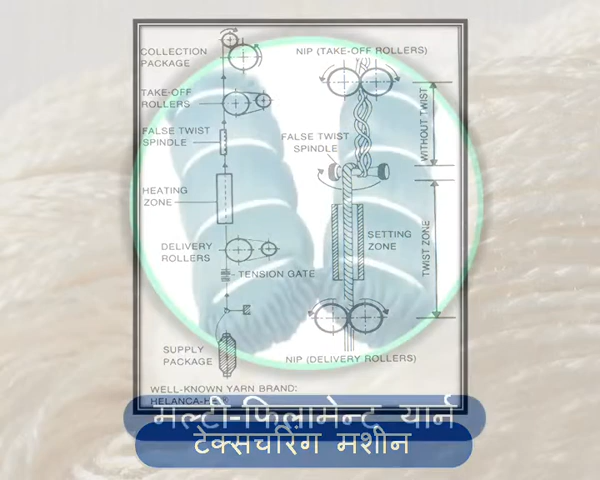 COLLECTION
PACKAGE
TAKE-OFF
ROLLERS
FALSE TWIST
SPINDLE
HEATING
ZONE
DELIVERY
ROLLERS
TENSION GATE
SUPPLY
PACKAGE
WELL-KNOWN YARN BRAND:
NIP (TAKE-OFF ROLLERS)
WITHOUT TWIST
FALSE TWIST
SPINDLE
SETTING
ZONE
TWIST ZONE
NIP (DELIVERY ROLLERS)
मल्टी-फिलामेन्ट यार्न
टेक्सचरिंग मशीन